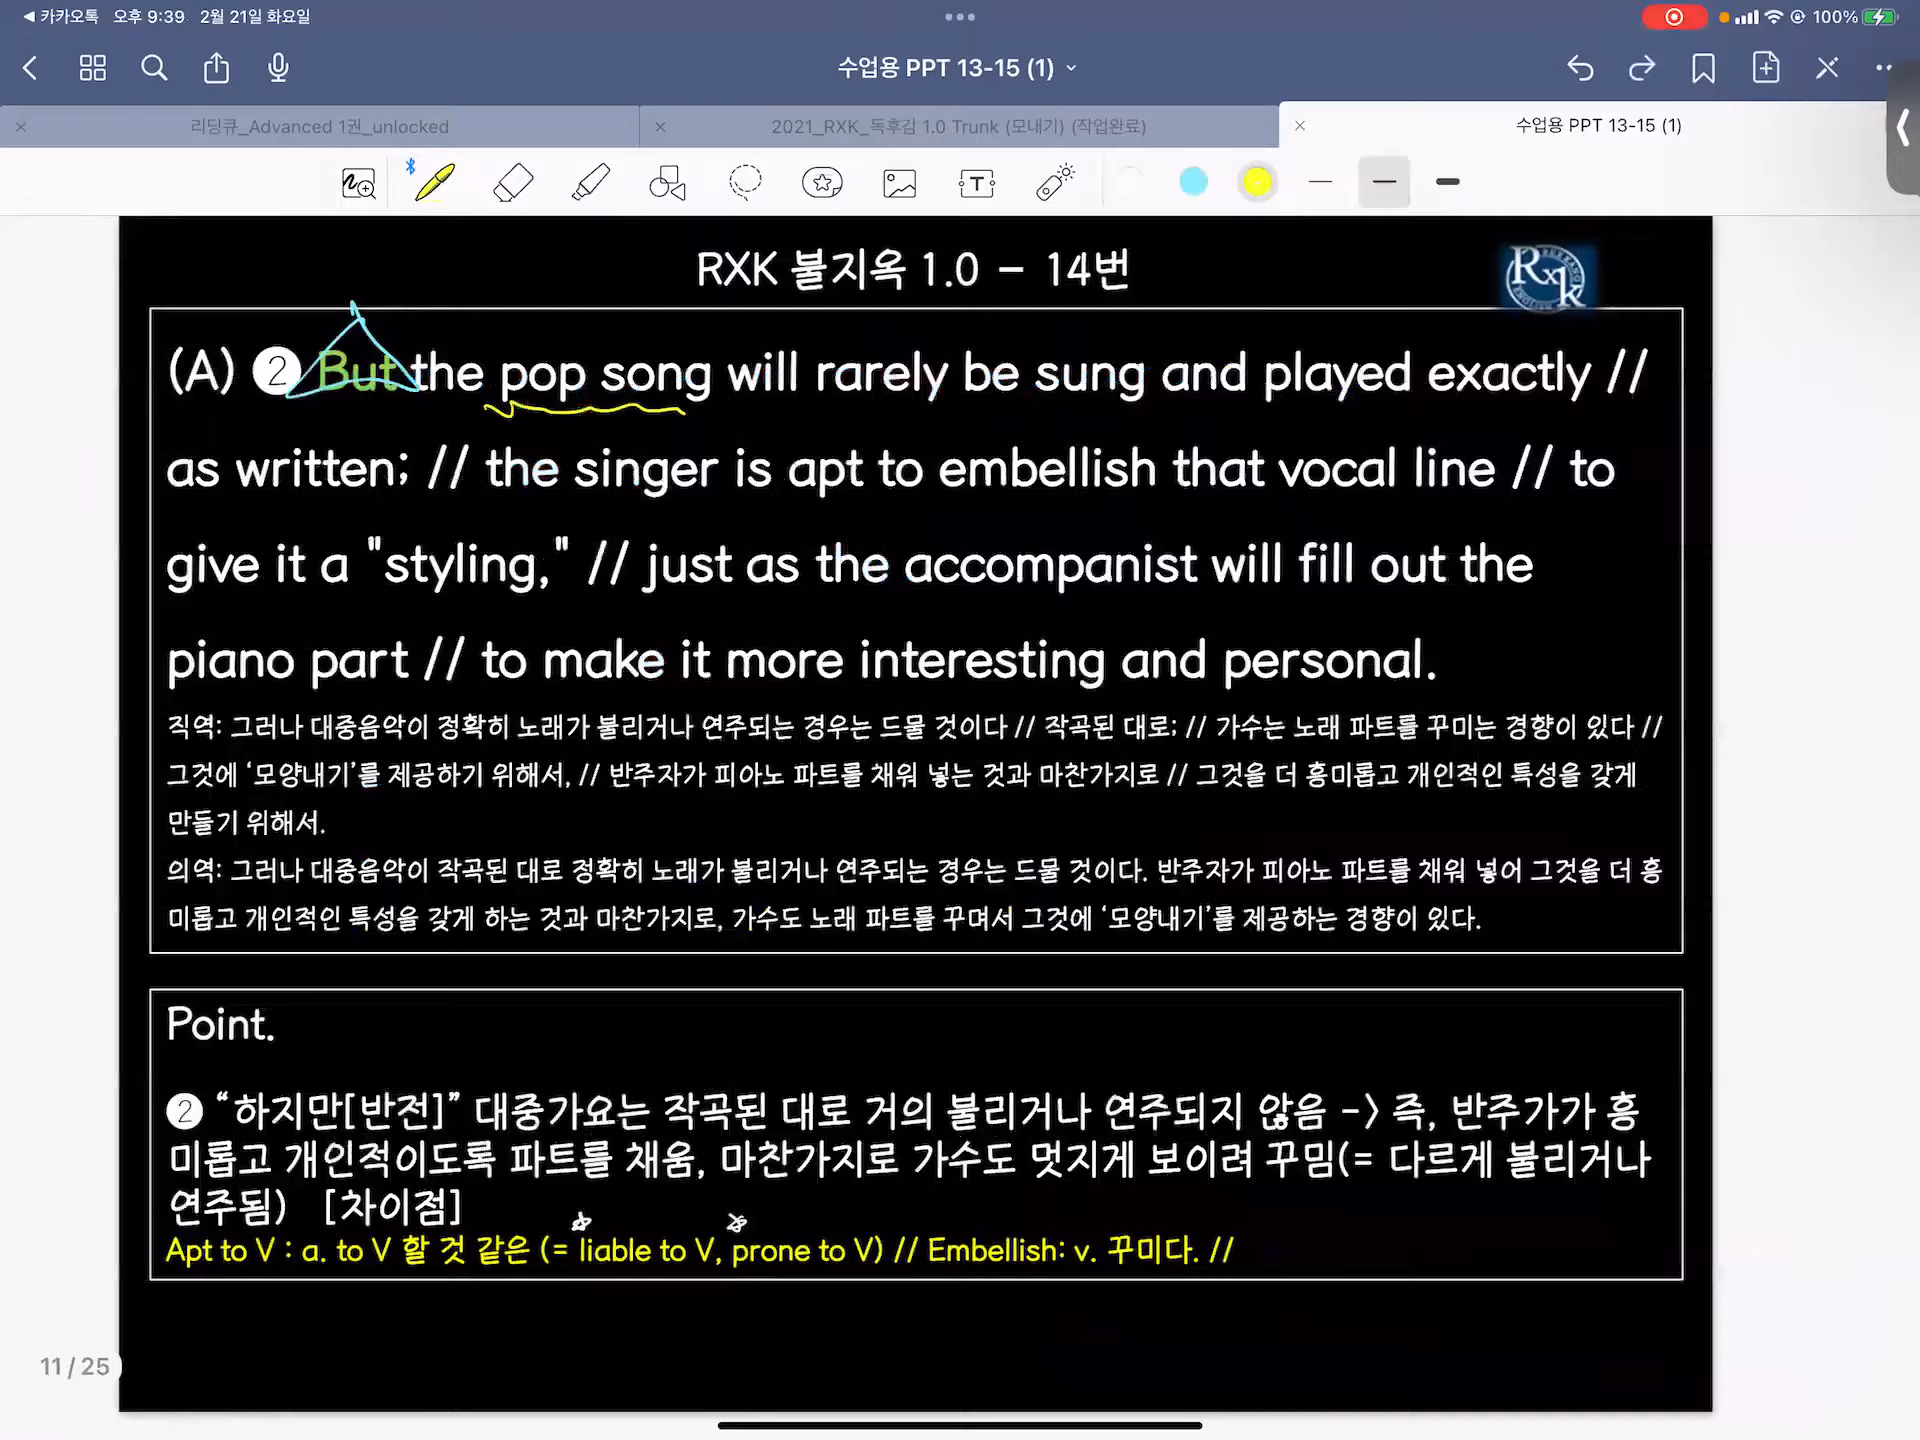 ◀ 카카오톡 오후 9:39 2월 21일 화요일
100%
수업용 PPT 13-15 (1)
리딩큐_Advanced 1권_unlocked
2021_RXK_독후감 1.0 Trunk (모내기) (작업완료)
수업용 PPT 13-15 (1)
RXK 불지옥 1.0 – 14번
RXK
(A) ❷ But the pop song will rarely be sung and played exactly //
as written; // the singer is apt to embellish that vocal line // to
give it a "styling," // just as the accompanist will fill out the
piano part // to make it more interesting and personal.
직역: 그러나 대중음악이 정확히 노래가 불리거나 연주되는 경우는 드물 것이다 // 작곡된 대로; // 가수는 노래 파트를 꾸미는 경향이 있다 //
그것에 ‘모양내기’를 제공하기 위해서, // 반주자가 피아노 파트를 채워 넣는 것과 마찬가지로 // 그것을 더 흥미롭고 개인적인 특성을 갖게
만들기 위해서.
의역: 그러나 대중음악이 작곡된 대로 정확히 노래가 불리거나 연주되는 경우는 드물 것이다. 반주자가 피아노 파트를 채워 넣어 그것을 더 흥
미롭고 개인적인 특성을 갖게 하는 것과 마찬가지로, 가수도 노래 파트를 꾸며서 그것에 ‘모양내기’를 제공하는 경향이 있다.
Point.
❷ “하지만[반전]” 대중가요는 작곡된 대로 거의 불리거나 연주되지 않음 -> 즉, 반주가가 흥
미롭고 개인적이도록 파트를 채움, 마찬가지로 가수도 멋지게 보이려 꾸밈(= 다르게 불리거나
연주됨) [차이점]
Apt to V : a. to V 할 것 같은 (= liable to V, prone to V) // Embellish: v. 꾸미다. //
11 / 25